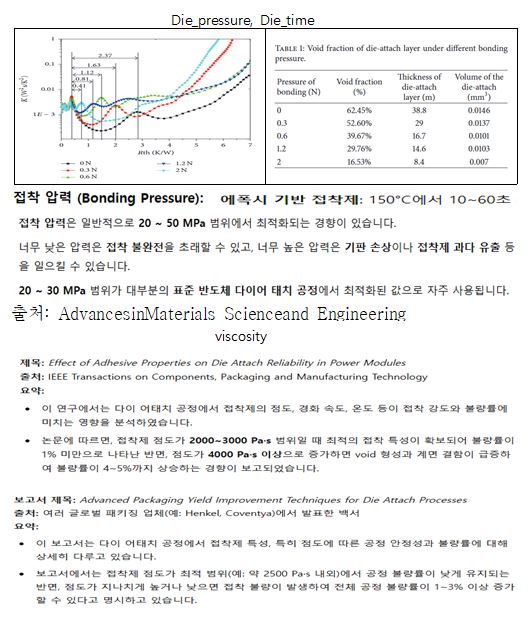 Die_pressure, Die_time
K (W²s/K²)
1
0.1
0.01
1E−3
2.37
1.63
1.12
0.81
0.41
0 1 2 3 4 5 6 7
Rth (K/W)
0 N
0.3 N
0.6 N
1.2 N
2N
TABLE 1: Void fraction of die-attach layer under different bonding
pressure.
Pressure of bonding (N) Void fraction (%) Thickness of die-attach layer (m) Volume of the die-attach (mm³)
0 62.45% 38.8 0.0146
0.3 52.60% 29 0.0137
0.6 39.67% 16.7 0.0101
1.2 29.76% 14.6 0.0103
2 16.53% 8.4 0.007
접착 압력 (Bonding Pressure): 에폭시 기반 접착제: 150°C에서 10~60초
접착 압력은 일반적으로 20 ~ 50 MPa 범위에서 최적화되는 경향이 있습니다.
너무 낮은 압력은 접착 불완전을 초래할 수 있고, 너무 높은 압력은 기판 손상이나 접착제 과다 유출 등
을 일으킬 수 있습니다.
20 ~ 30 MPa 범위가 대부분의 표준 반도체 다이어 태치 공정에서 최적화된 값으로 자주 사용됩니다.
출처: AdvancesinMaterials Scienceand Engineering
viscosity
제목: Effect of Adhesive Properties on Die Attach Reliability in Power Modules
출처: IEEE Transactions on Components, Packaging and Manufacturing Technology
요약:
• 이 연구에서는 다이 어태치 공정에서 접착제의 점도, 경화 속도, 온도 등이 접착 강도와 불량률에
미치는 영향을 분석하였습니다.
• 논문에 따르면, 접착제 점도가 2000~3000 Pa·s 범위일 때 최적의 접착 특성이 확보되어 불량률이
1% 미만으로 나타난 반면, 점도가 4000 Pa·s 이상으로 증가하면 void 형성과 계면 결함이 급증하
여 불량률이 4~5%까지 상승하는 경향이 보고되었습니다.
보고서 제목: Advanced Packaging Yield Improvement Techniques for Die Attach Processes
출처: 여러 글로벌 패키징 업체(예: Henkel, Coventya)에서 발표한 백서
요약:
• 이 보고서는 다이 어태치 공정에서 접착제 특성, 특히 점도에 따른 공정 안정성과 불량률에 대해
상세히 다루고 있습니다.
• 보고서에서는 접착제 점도가 최적 범위(예: 약 2500 Pa·s 내외)에서 공정 불량률이 낮게 유지되는
반면, 점도가 지나치게 높거나 낮으면 접착 불량이 발생하여 전체 공정 불량률이 1~3% 이상 증가
할 수 있다고 명시하고 있습니다.